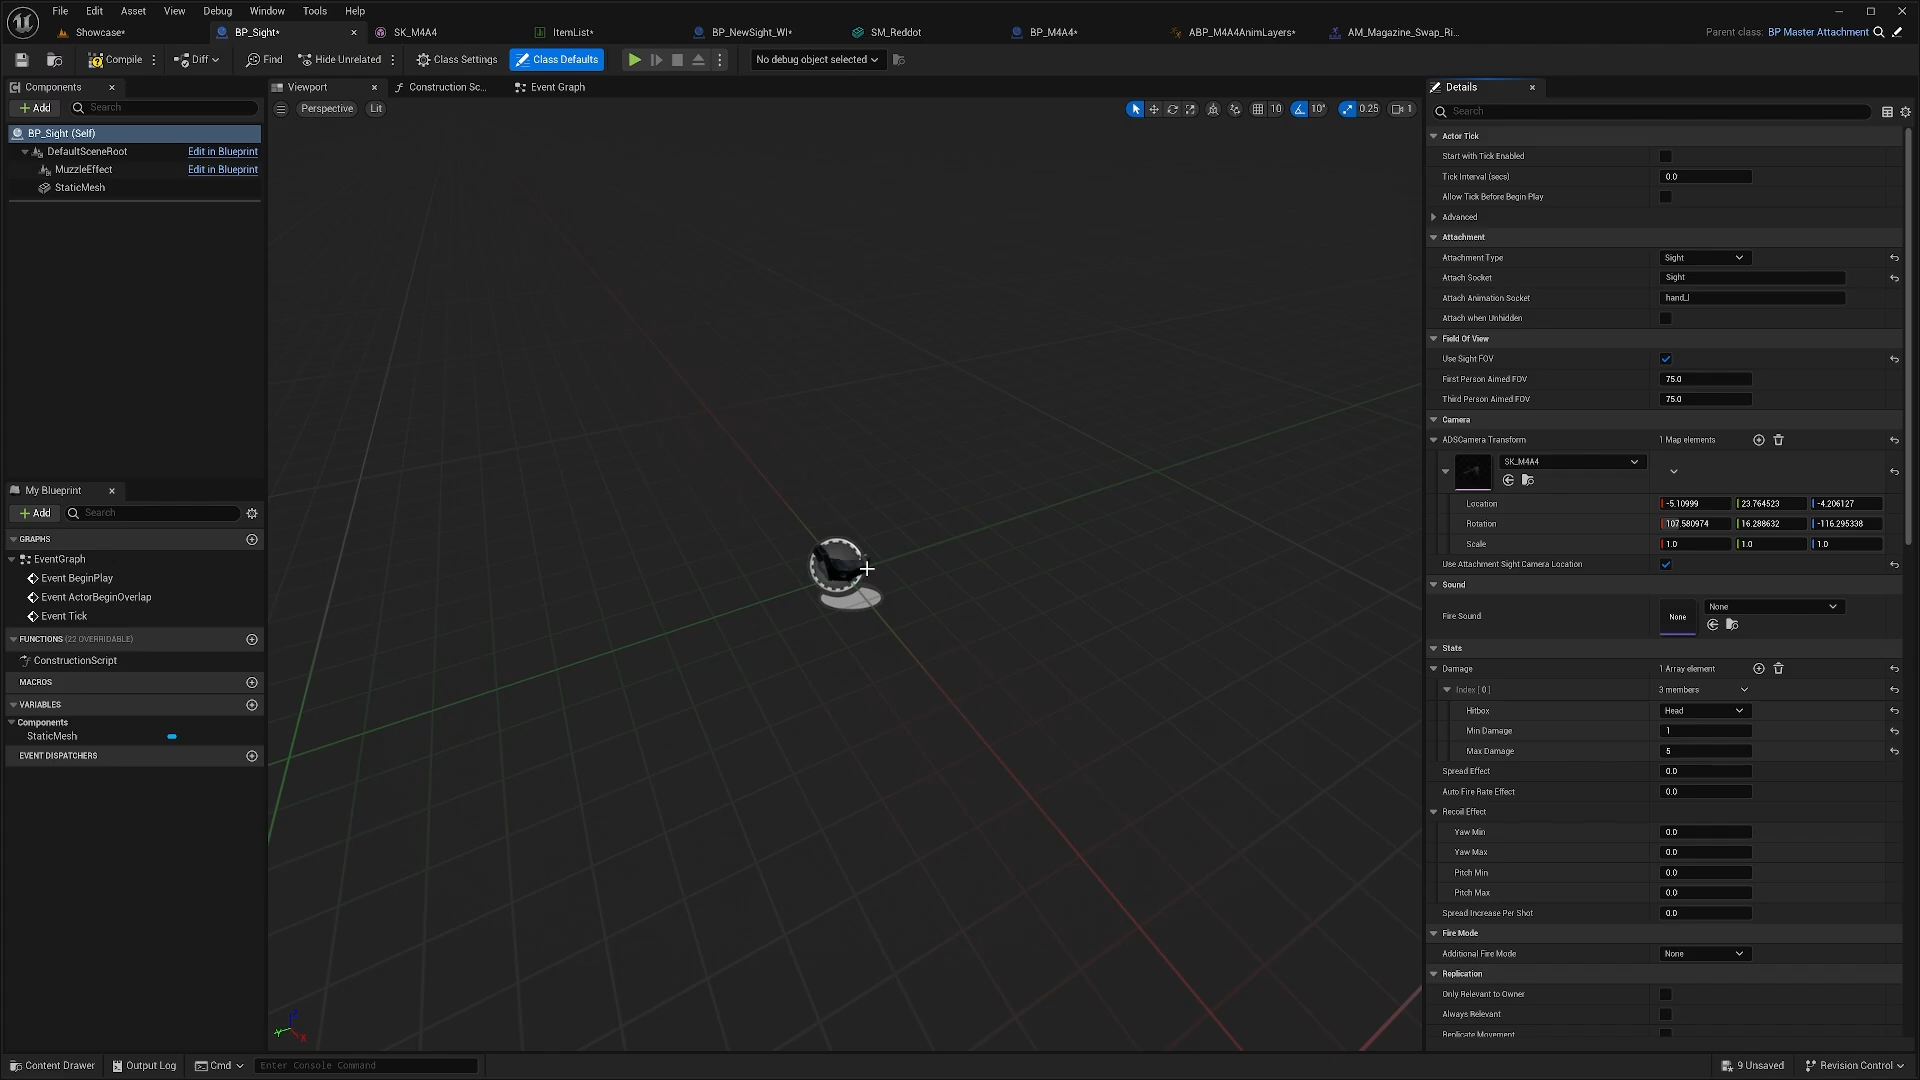 File Edit Asset View Debug Window Tools Help
Showcase* BP_Sight* SK_M4A4 ItemList* BP_NewSight_WI* SM_Reddot BP_M4A4* ABP_M4A4AnimLayers* AM_Magazine_Swap_Ri... Parent class: BP Master Attachment
Compile Diff Find Hide Unrelated Class Settings Class Defaults No debug object selected
Components
Add Search
BP_Sight (Self)
DefaultSceneRoot Edit in Blueprint
MuzzleEffect Edit in Blueprint
StaticMesh
My Blueprint
Add Search
GRAPHS
EventGraph
Event BeginPlay
Event ActorBeginOverlap
Event Tick
FUNCTIONS (22 OVERRIDABLE)
ConstructionScript
MACROS
VARIABLES
Components
StaticMesh
EVENT DISPATCHERS
Viewport Construction Sc... Event Graph
Perspective Lit 10 10° 0.25 1
Z
Y
X
Details
Search
Actor Tick
Start with Tick Enabled
Tick Interval (secs) 0.0
Allow Tick Before Begin Play
Advanced
Attachment
Attachment Type Sight
Attach Socket Sight
Attach Animation Socket hand_l
Attach when Unhidden
Field Of View
Use Sight FOV
First Person Aimed FOV 75.0
Third Person Aimed FOV 75.0
Camera
ADSCamera Transform 1 Map elements
SK_M4A4
Location -5.10999 23.764523 -4.206127
Rotation 107.580974 16.288632 -116.295338
Scale 1.0 1.0 1.0
Use Attachment Sight Camera Location
Sound
Fire Sound None None
Stats
Damage 1 Array element
Index [ 0 ] 3 members
Hitbox Head
Min Damage 1
Max Damage 5
Spread Effect 0.0
Auto Fire Rate Effect 0.0
Recoil Effect
Yaw Min 0.0
Yaw Max 0.0
Pitch Min 0.0
Pitch Max 0.0
Spread Increase Per Shot 0.0
Fire Mode
Additional Fire Mode None
Replication
Only Relevant to Owner
Always Relevant
Replicate Movement
Content Drawer Output Log Cmd Enter Console Command 9 Unsaved Revision Control